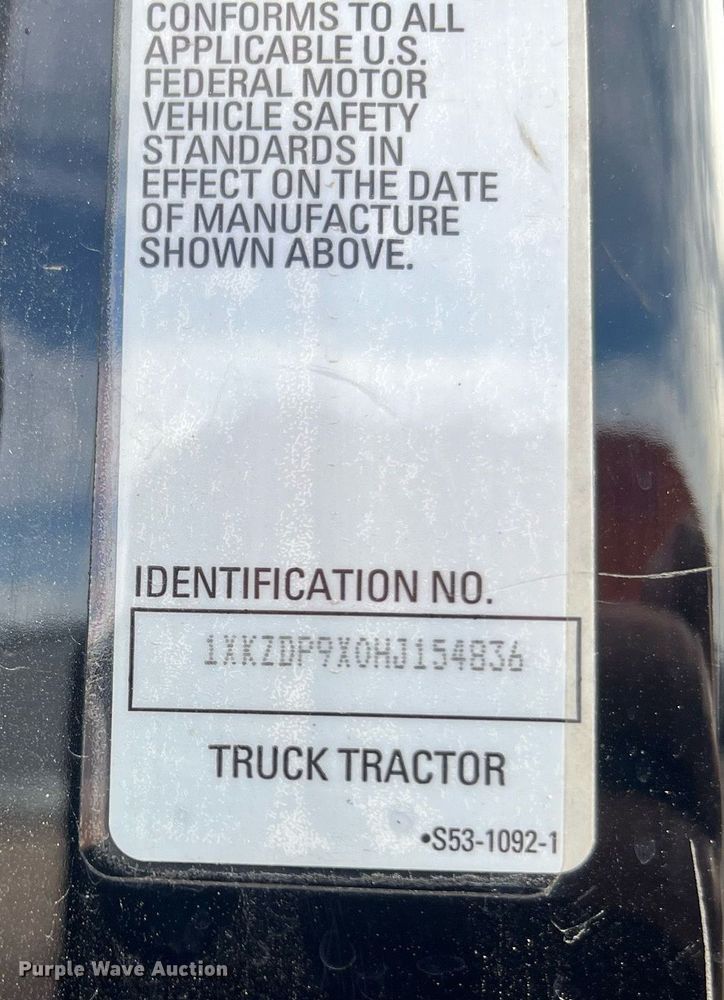 CONFORMS TO ALL
APPLICABLE U.S.
FEDERAL MOTOR
VEHICLE SAFETY
STANDARDS IN
EFFECT ON THE DATE
OF MANUFACTURE
SHOWN ABOVE.
IDENTIFICATION NO.
1XKZDP9X0HJ154836
TRUCK TRACTOR
•S53-1092-1
Purple Wave Auction